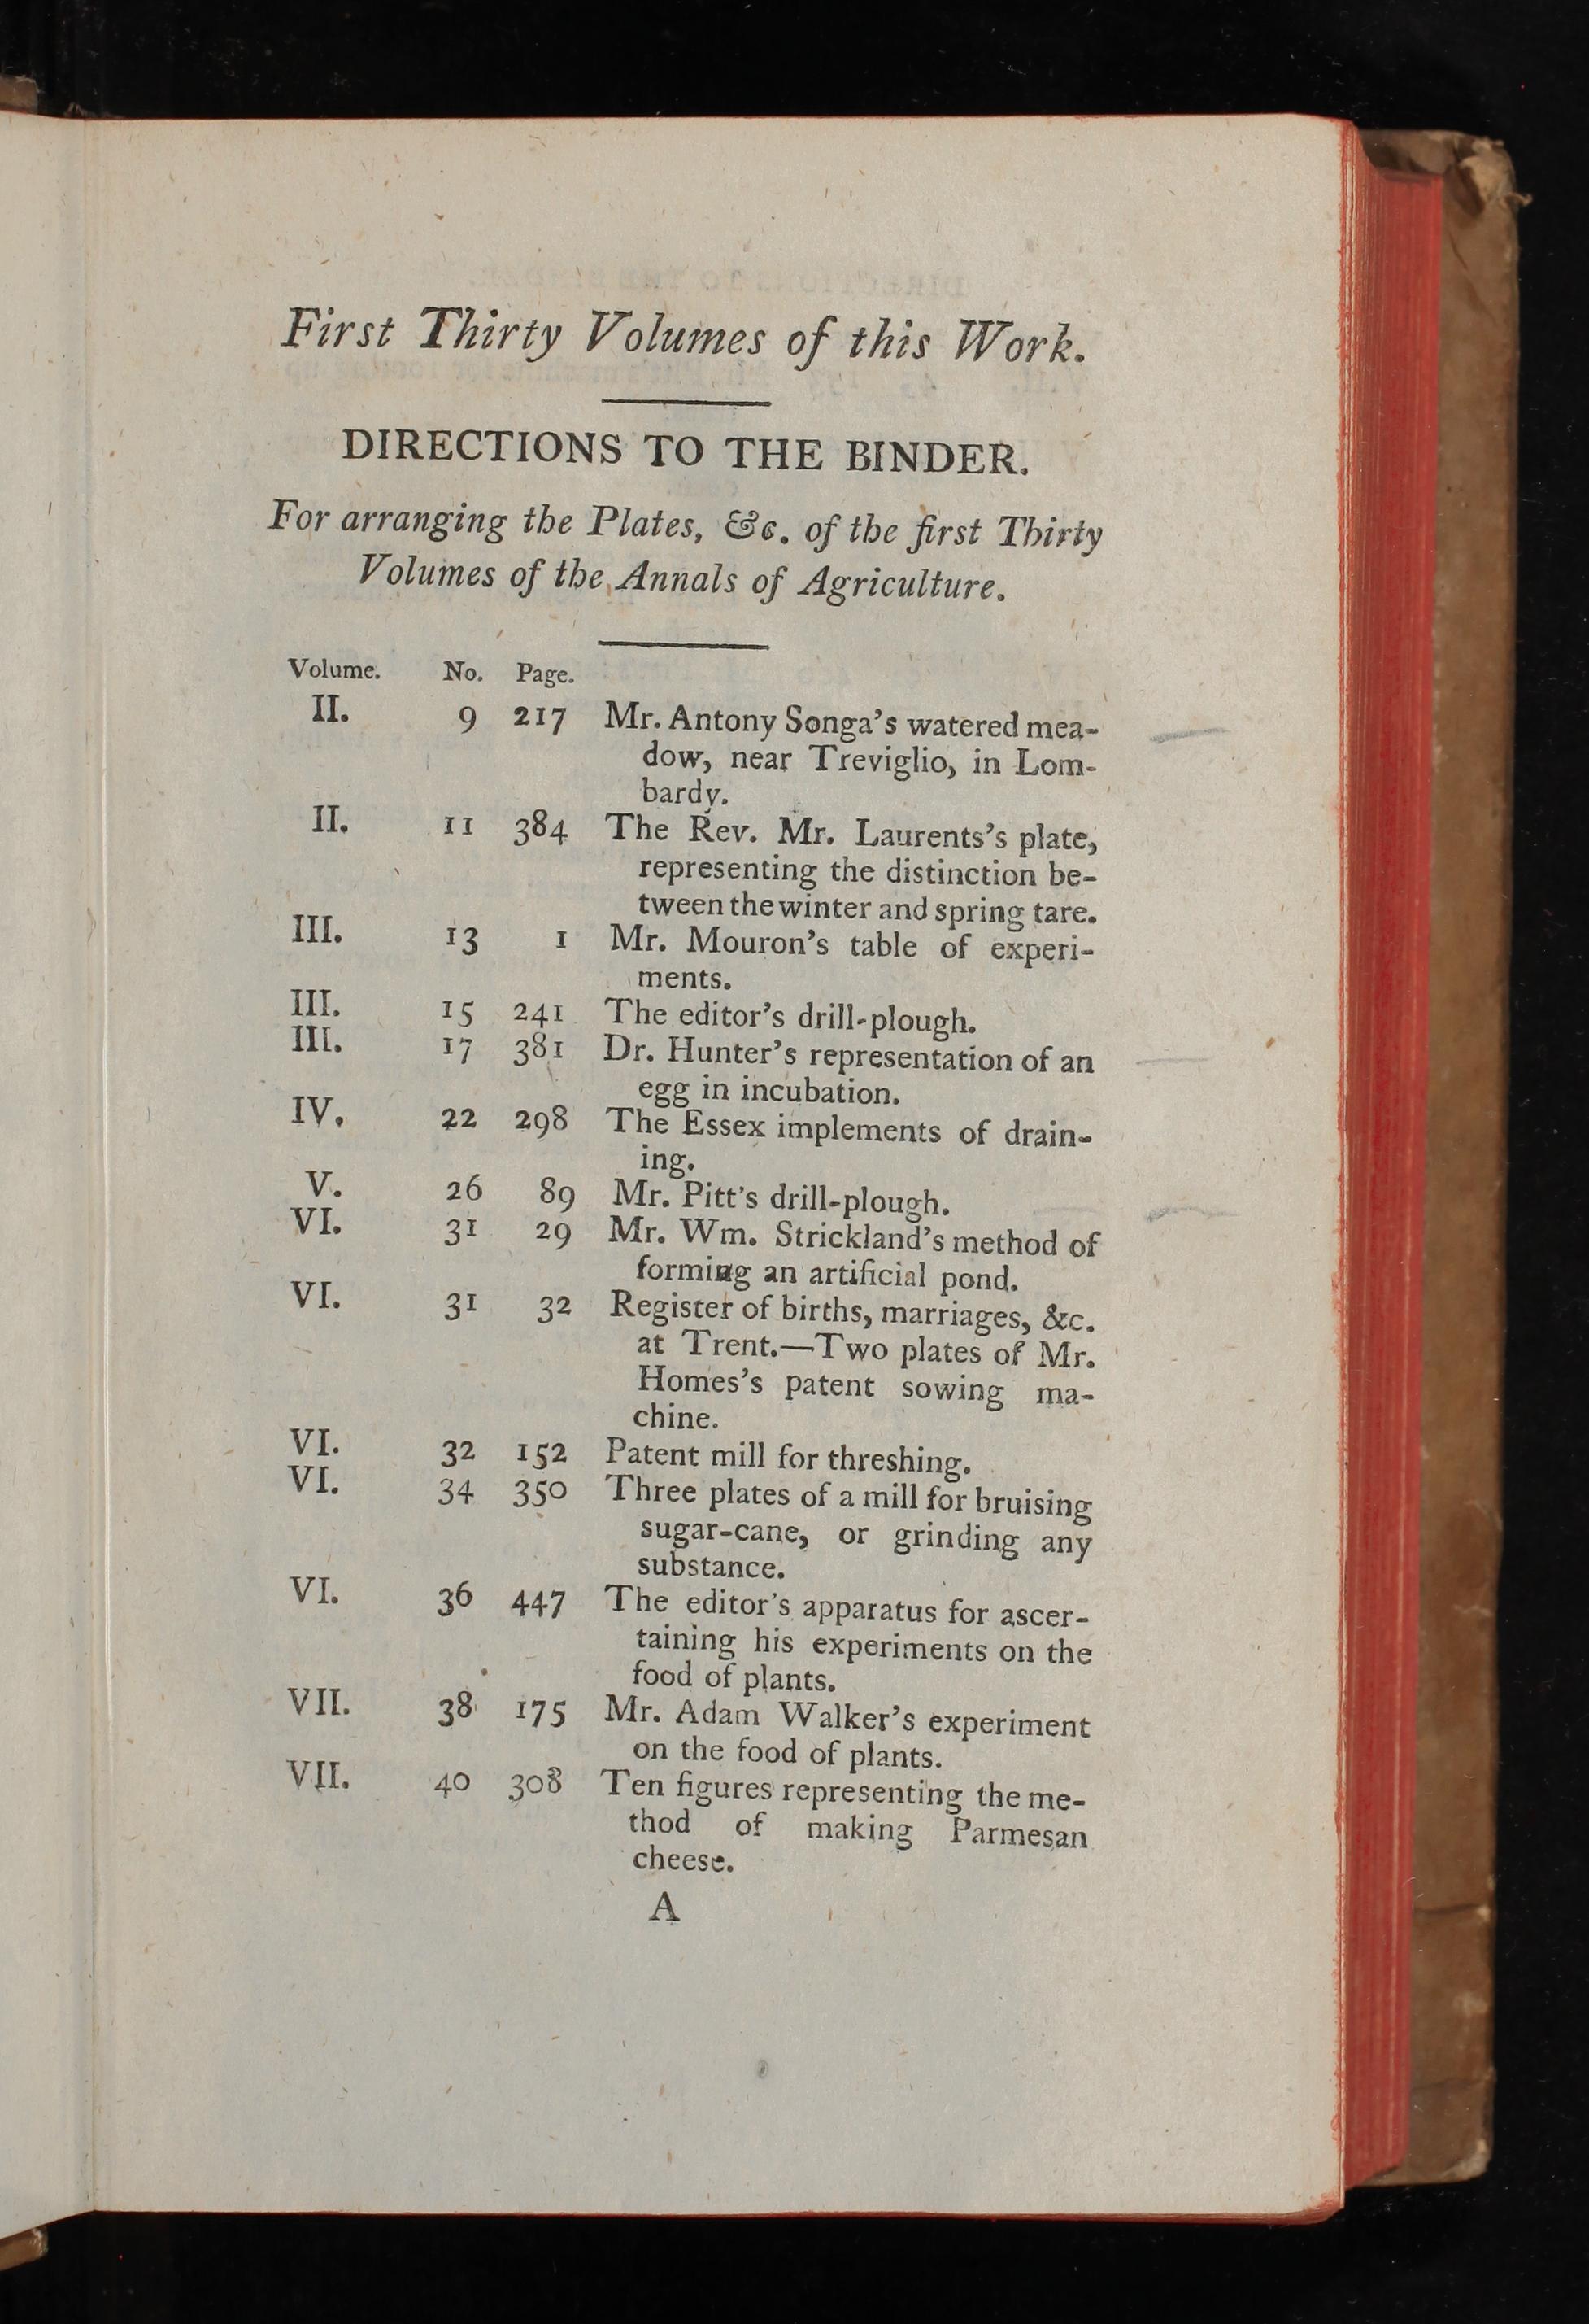 First Thirty Volumes of this Work.
DIRECTIONS TO THE BINDER.
For arranging the Plates, &c. of the first Thirty
Volumes of the Annals of Agriculture.
Volume. No. Page.
II. 9 217 Mr. Antony Songa's watered mea-
dow, near Treviglio, in Lom-
bardy.
II. 11 384 The Rev. Mr. Laurents's plate,
representing the distinction be-
tween the winter and spring tare.
III. 13 1 Mr. Mouron's table of experi-
ments.
III. 15 241 The editor's drill-plough.
III. 17 381 Dr. Hunter's representation of an
egg in incubation.
IV. 22 298 The Essex implements of drain-
ing.
V. 26 89 Mr. Pitt's drill-plough.
VI. 31 29 Mr. Wm. Strickland's method of
forming an artificial pond.
VI. 31 32 Register of births, marriages, &c.
at Trent.—Two plates of Mr.
Homes's patent sowing ma-
chine.
VI. 32 152 Patent mill for threshing.
VI. 34 350 Three plates of a mill for bruising
sugar-cane, or grinding any
substance.
VI. 36 447 The editor's apparatus for ascer-
taining his experiments on the
food of plants.
VII. 38 175 Mr. Adam Walker's experiment
on the food of plants.
VII. 40 308 Ten figures representing the me-
thod of making Parmesan
cheese.
A